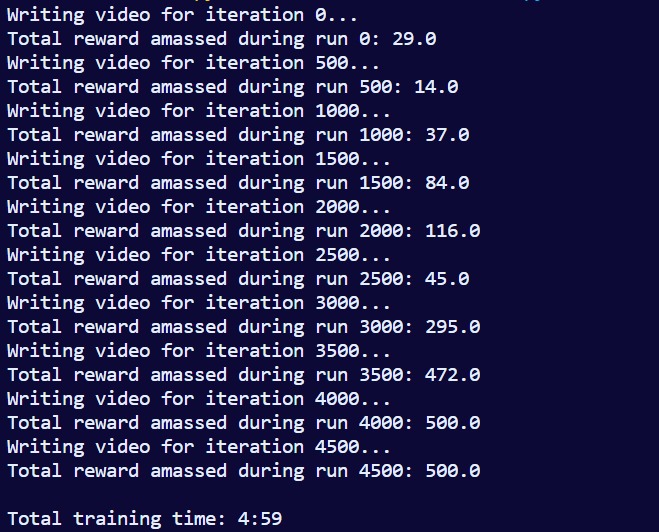 Writing video for iteration 0...
Total reward amassed during run 0: 29.0
Writing video for iteration 500...
Total reward amassed during run 500: 14.0
Writing video for iteration 1000...
Total reward amassed during run 1000: 37.0
Writing video for iteration 1500...
Total reward amassed during run 1500: 84.0
Writing video for iteration 2000...
Total reward amassed during run 2000: 116.0
Writing video for iteration 2500...
Total reward amassed during run 2500: 45.0
Writing video for iteration 3000...
Total reward amassed during run 3000: 295.0
Writing video for iteration 3500...
Total reward amassed during run 3500: 472.0
Writing video for iteration 4000...
Total reward amassed during run 4000: 500.0
Writing video for iteration 4500...
Total reward amassed during run 4500: 500.0
Total training time: 4:59